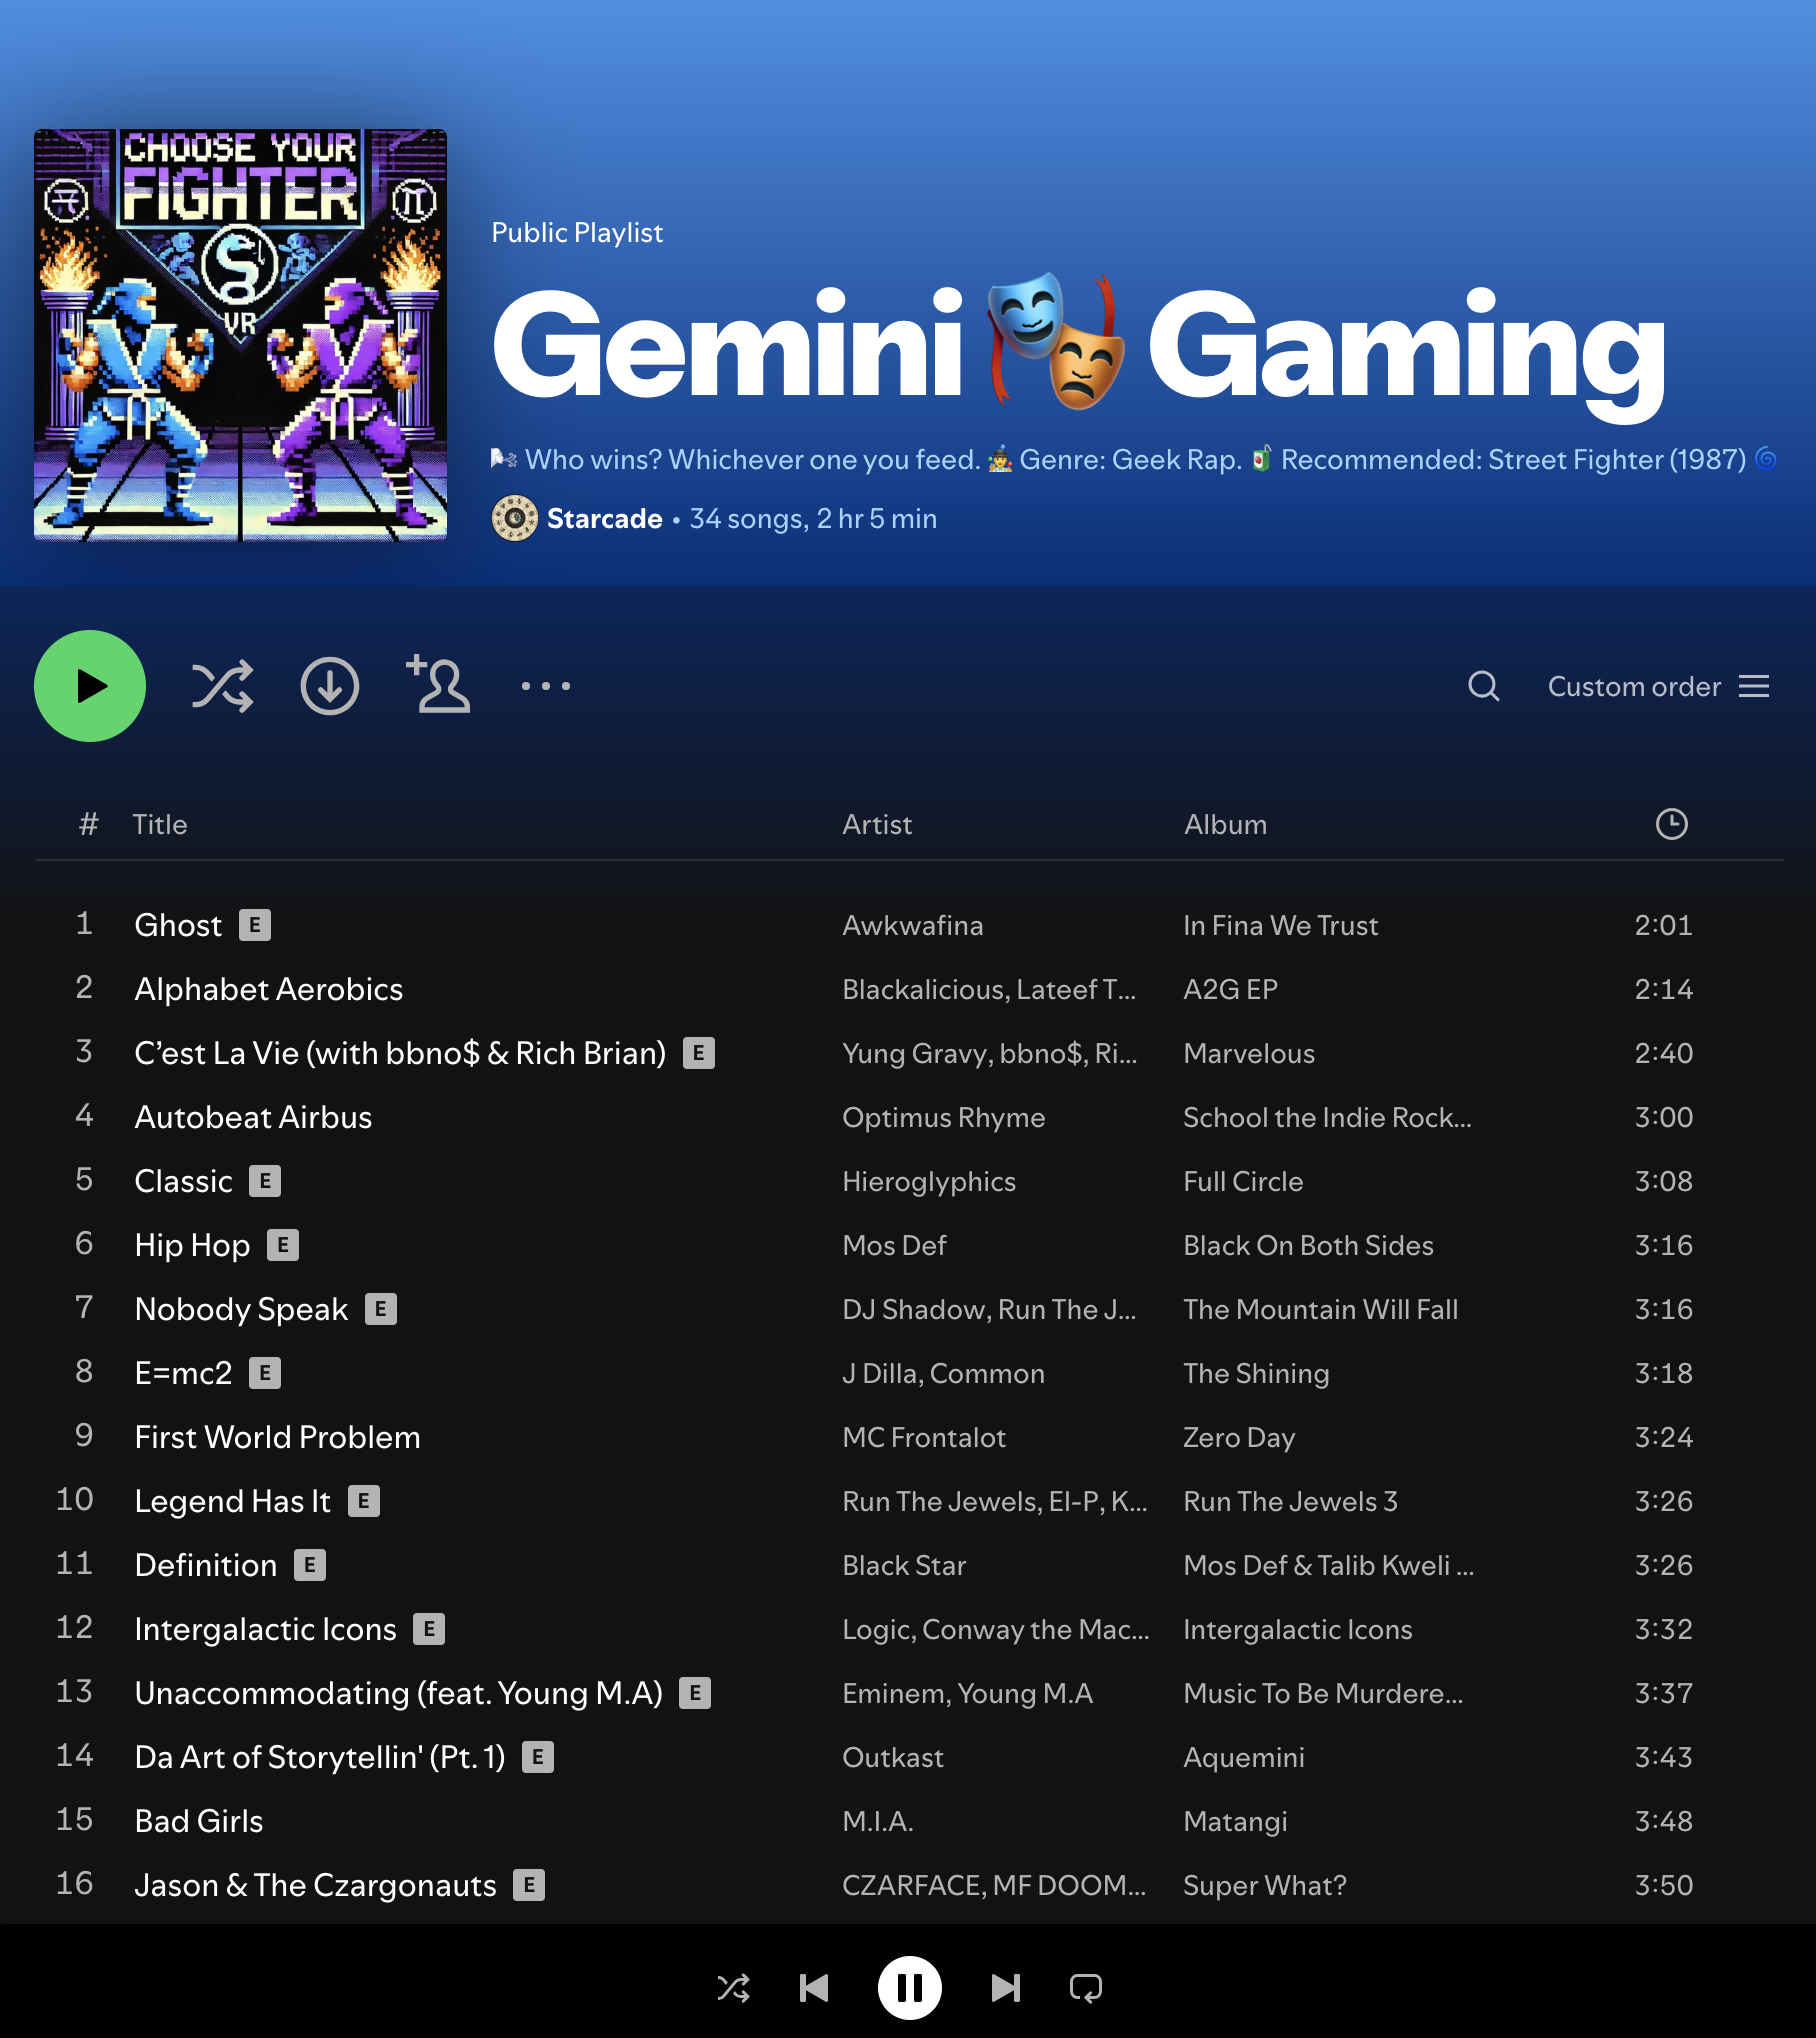 CHOOSE YOUR
FIGHTER
VR
Public Playlist
Gemini🎭Gaming
🌬️ Who wins? Whichever one you feed. 🕵️ Genre: Geek Rap. 🧃 Recommended: Street Fighter (1987) 🌀
Starcade • 34 songs, 2 hr 5 min
Custom order
# Title Artist Album
1 Ghost E Awkwafina In Fina We Trust 2:01
2 Alphabet Aerobics Blackalicious, Lateef T... A2G EP 2:14
3 C’est La Vie (with bbno$ & Rich Brian) E Yung Gravy, bbno$, Ri... Marvelous 2:40
4 Autobeat Airbus Optimus Rhyme School the Indie Rock... 3:00
5 Classic E Hieroglyphics Full Circle 3:08
6 Hip Hop E Mos Def Black On Both Sides 3:16
7 Nobody Speak E DJ Shadow, Run The J... The Mountain Will Fall 3:16
8 E=mc2 E J Dilla, Common The Shining 3:18
9 First World Problem MC Frontalot Zero Day 3:24
10 Legend Has It E Run The Jewels, El-P, K... Run The Jewels 3 3:26
11 Definition E Black Star Mos Def & Talib Kweli ... 3:26
12 Intergalactic Icons E Logic, Conway the Mac... Intergalactic Icons 3:32
13 Unaccommodating (feat. Young M.A) E Eminem, Young M.A Music To Be Murdere... 3:37
14 Da Art of Storytellin' (Pt. 1) E Outkast Aquemini 3:43
15 Bad Girls M.I.A. Matangi 3:48
16 Jason & The Czargonauts E CZARFACE, MF DOOM... Super What? 3:50